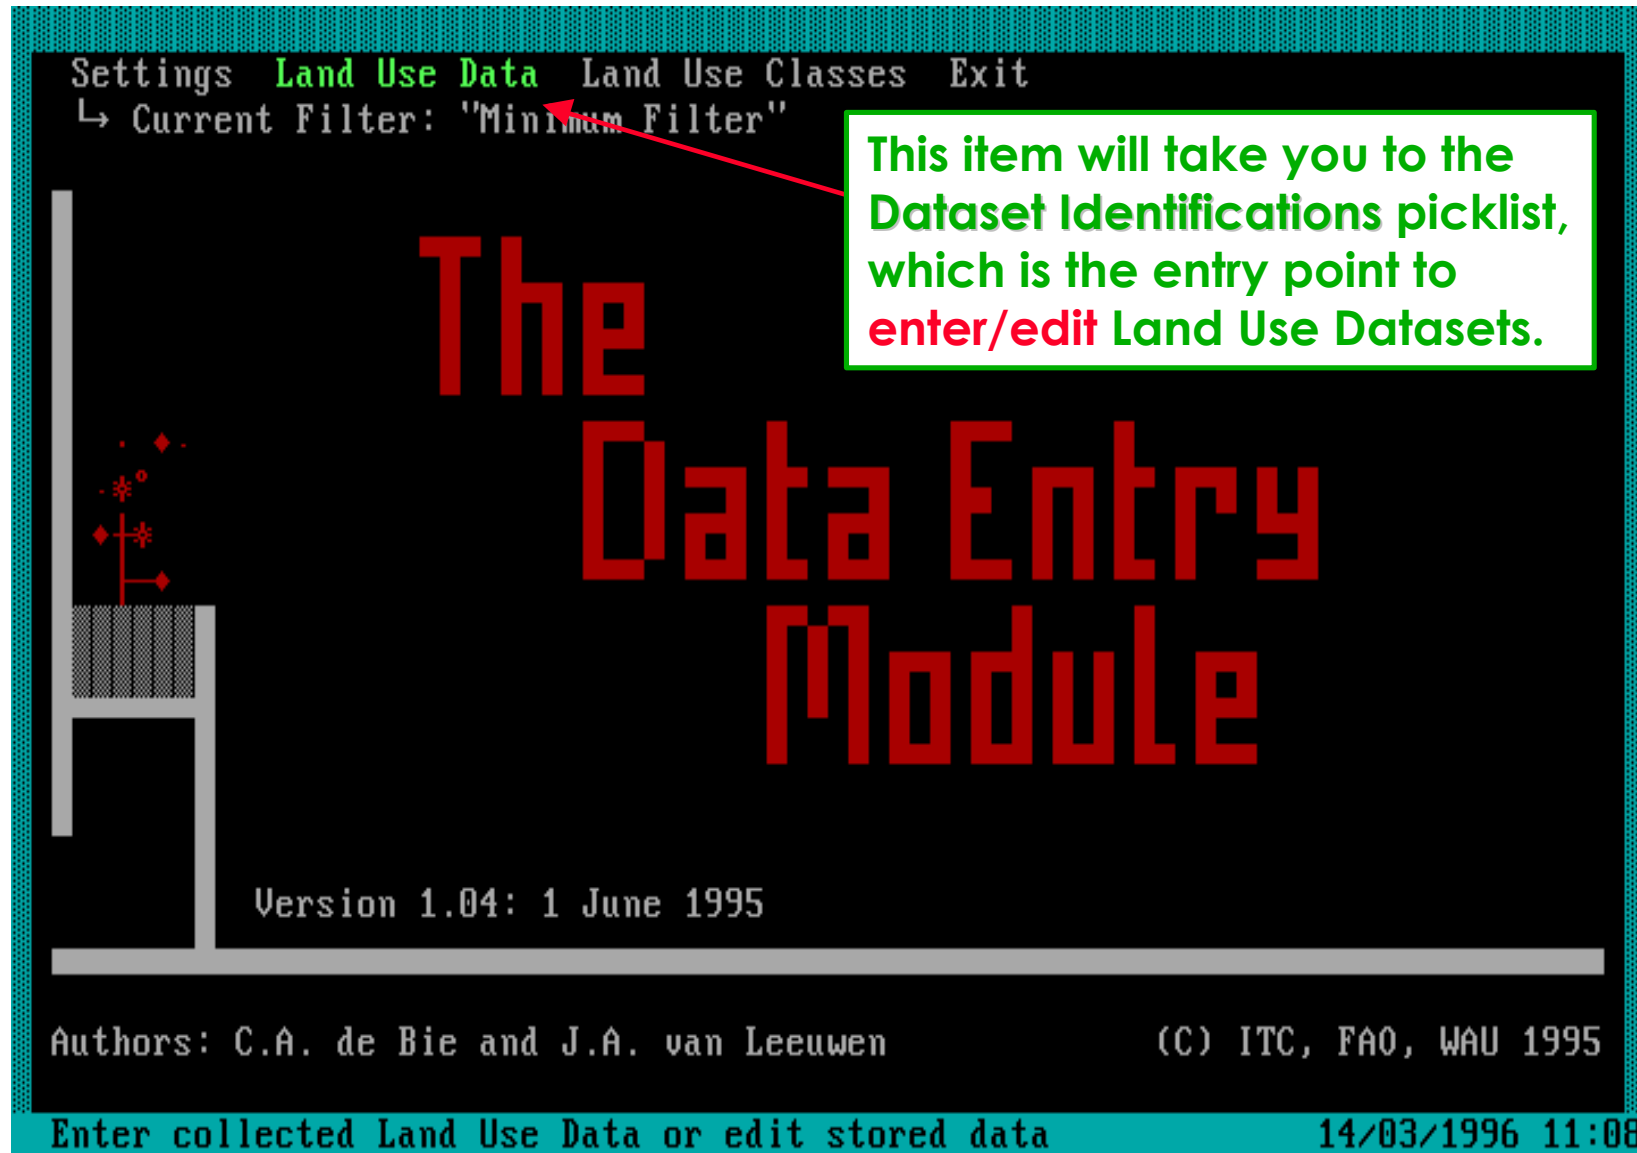 Settings Land Use Data Land Use Classes Exit
↳ Current Filter: "Minimum Filter"
This item will take you to the
Dataset Identifications picklist,
which is the entry point to
enter/edit Land Use Datasets.
The
Data Entry
Module
Version 1.04: 1 June 1995
Authors: C.A. de Bie and J.A. van Leeuwen (C) ITC, FAO, WAU 1995
Enter collected Land Use Data or edit stored data 14/03/1996 11:08